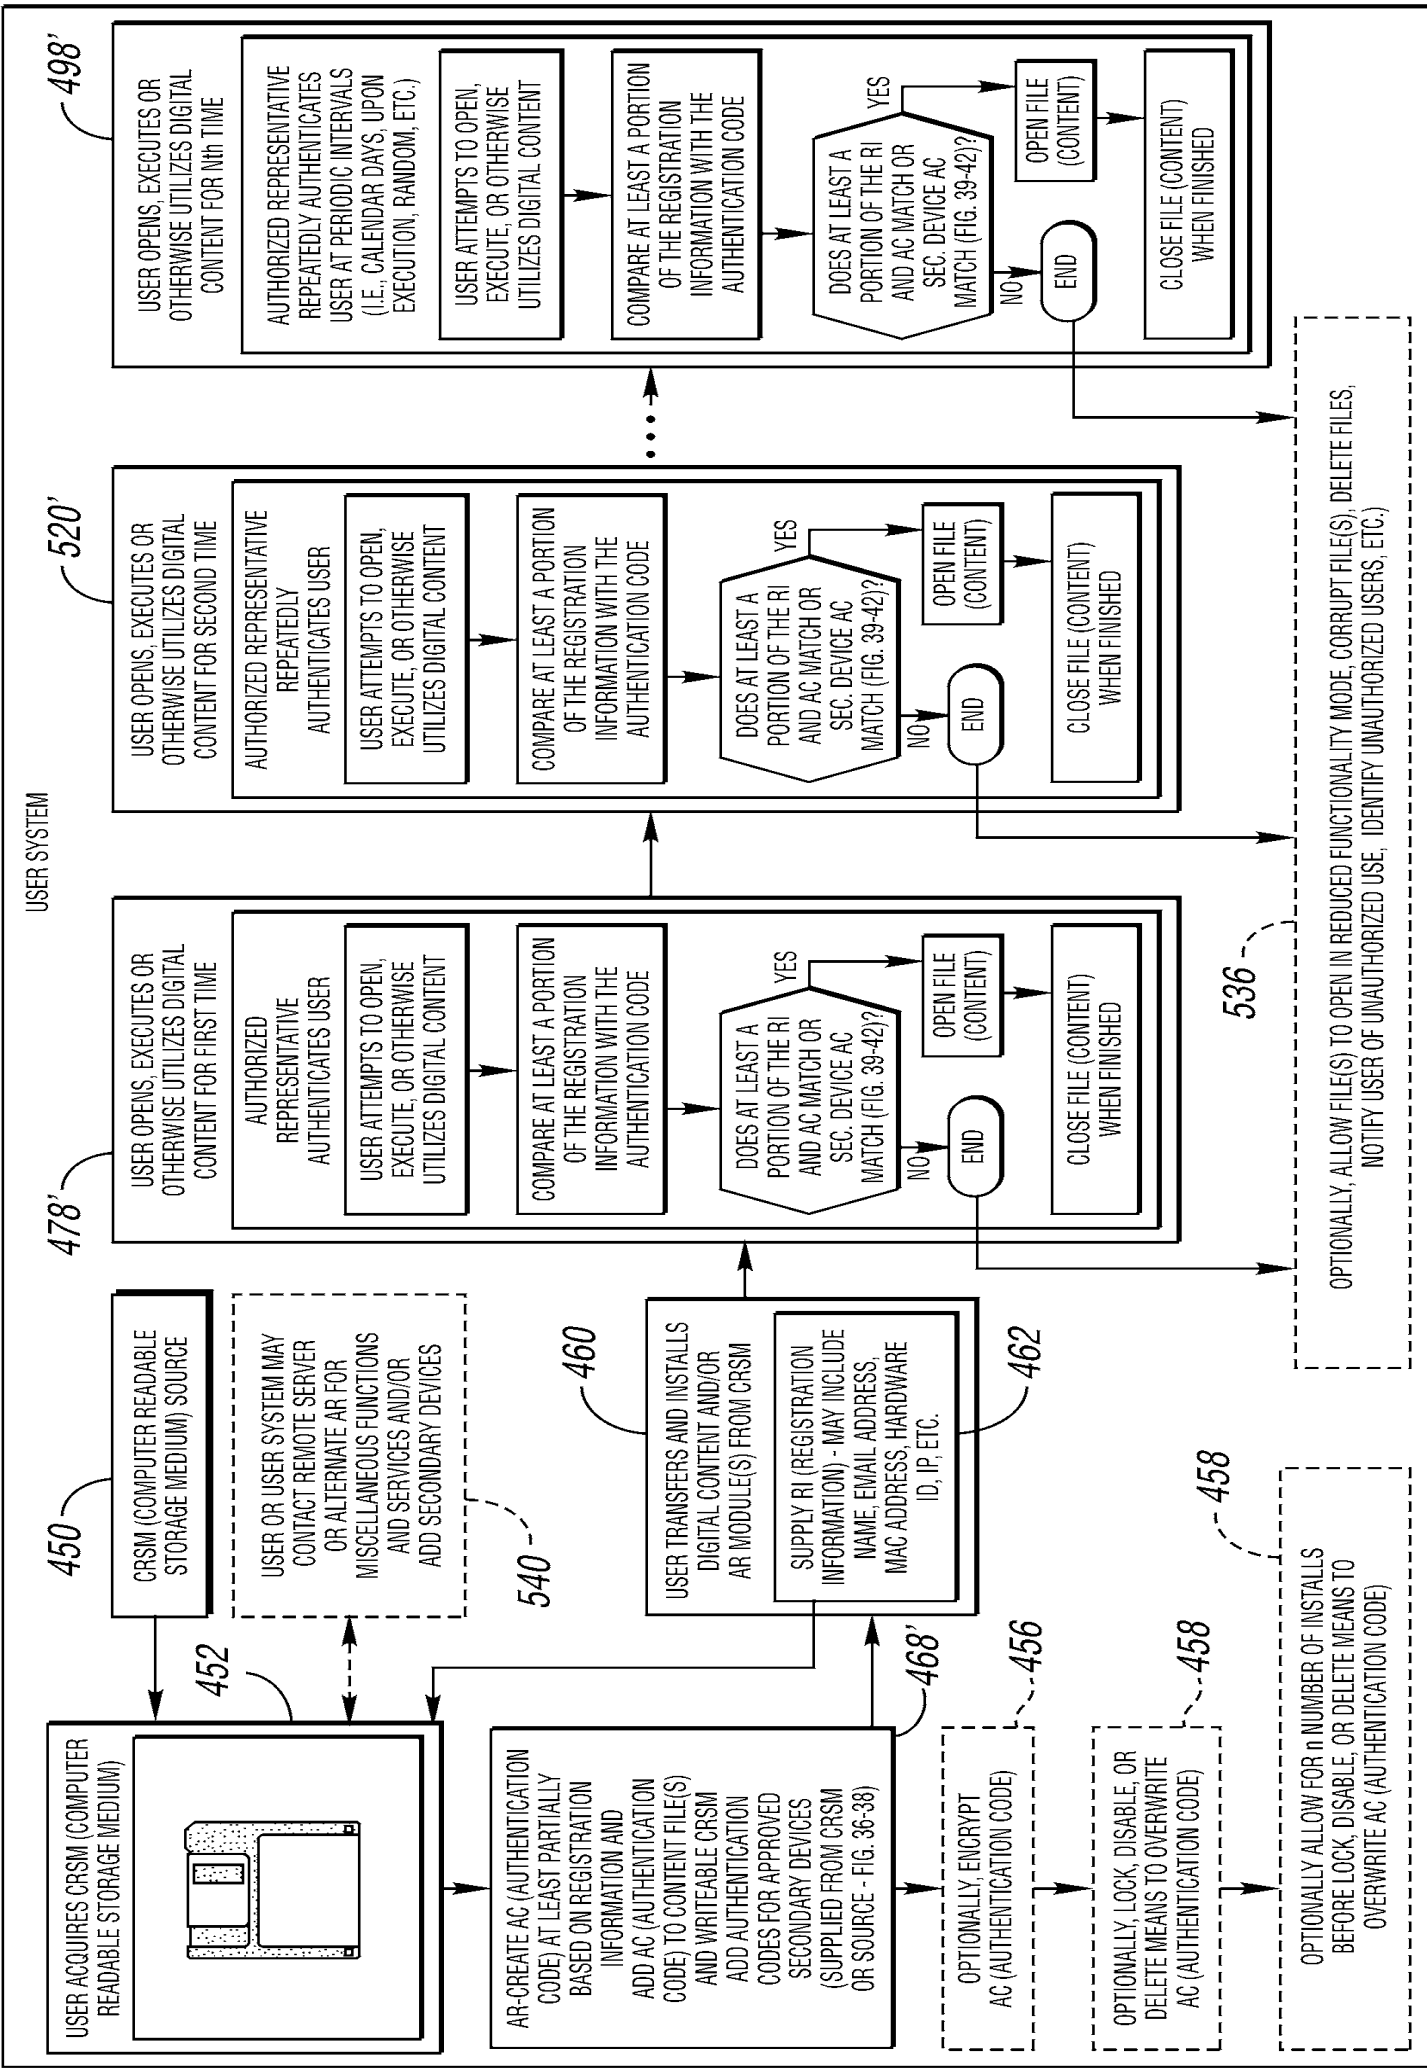 USER SYSTEM
USER ACQUIRES CRSM (COMPUTER
READABLE STORAGE MEDIUM)
452
450
CRSM (COMPUTER READABLE
STORAGE MEDIUM) SOURCE
USER OR USER SYSTEM MAY
CONTACT REMOTE SERVER
OR ALTERNATE AR FOR
MISCELLANEOUS FUNCTIONS
AND SERVICES AND/OR
ADD SECONDARY DEVICES
540
AR-CREATE AC (AUTHENTICATION
CODE) AT LEAST PARTIALLY
BASED ON REGISTRATION
INFORMATION AND
ADD AC (AUTHENTICATION
CODE) TO CONTENT FILE(S)
AND WRITEABLE CRSM
ADD AUTHENTICATION
CODES FOR APPROVED
SECONDARY DEVICES
(SUPPLIED FROM CRSM
OR SOURCE - FIG. 36-38)
468'
OPTIONALLY, ENCRYPT
AC (AUTHENTICATION CODE)
456
OPTIONALLY, LOCK, DISABLE, OR
DELETE MEANS TO OVERWRITE
AC (AUTHENTICATION CODE)
458
OPTIONALLY ALLOW FOR n NUMBER OF INSTALLS
BEFORE LOCK, DISABLE, OR DELETE MEANS TO
OVERWRITE AC (AUTHENTICATION CODE)
458
460
USER TRANSFERS AND INSTALLS
DIGITAL CONTENT AND/OR
AR MODULE(S) FROM CRSM
SUPPLY RI (REGISTRATION
INFORMATION) - MAY INCLUDE
NAME, EMAIL ADDRESS,
MAC ADDRESS, HARDWARE
ID, IP, ETC.
462
478'
USER OPENS, EXECUTES OR
OTHERWISE UTILIZES DIGITAL
CONTENT FOR FIRST TIME
AUTHORIZED
REPRESENTATIVE
AUTHENTICATES USER
USER ATTEMPTS TO OPEN,
EXECUTE, OR OTHERWISE
UTILIZES DIGITAL CONTENT
COMPARE AT LEAST A PORTION
OF THE REGISTRATION
INFORMATION WITH THE
AUTHENTICATION CODE
DOES AT LEAST A
PORTION OF THE RI
AND AC MATCH OR
SEC. DEVICE AC
MATCH (FIG. 39-42)?
YES
NO
OPEN FILE
(CONTENT)
END
CLOSE FILE (CONTENT)
WHEN FINISHED
520'
USER OPENS, EXECUTES OR
OTHERWISE UTILIZES DIGITAL
CONTENT FOR SECOND TIME
AUTHORIZED REPRESENTATIVE
REPEATEDLY
AUTHENTICATES USER
USER ATTEMPTS TO OPEN,
EXECUTE, OR OTHERWISE
UTILIZES DIGITAL CONTENT
COMPARE AT LEAST A PORTION
OF THE REGISTRATION
INFORMATION WITH THE
AUTHENTICATION CODE
DOES AT LEAST A
PORTION OF THE RI
AND AC MATCH OR
SEC. DEVICE AC
MATCH (FIG. 39-42)?
YES
NO
OPEN FILE
(CONTENT)
END
CLOSE FILE (CONTENT)
WHEN FINISHED
498'
USER OPENS, EXECUTES OR
OTHERWISE UTILIZES DIGITAL
CONTENT FOR Nth TIME
AUTHORIZED REPRESENTATIVE
REPEATEDLY AUTHENTICATES
USER AT PERIODIC INTERVALS
(I.E., CALENDAR DAYS, UPON
EXECUTION, RANDOM, ETC.)
USER ATTEMPTS TO OPEN,
EXECUTE, OR OTHERWISE
UTILIZES DIGITAL CONTENT
COMPARE AT LEAST A PORTION
OF THE REGISTRATION
INFORMATION WITH THE
AUTHENTICATION CODE
DOES AT LEAST A
PORTION OF THE RI
AND AC MATCH OR
SEC. DEVICE AC
MATCH (FIG. 39-42)?
YES
NO
OPEN FILE
(CONTENT)
END
CLOSE FILE (CONTENT)
WHEN FINISHED
536
OPTIONALLY, ALLOW FILE(S) TO OPEN IN REDUCED FUNCTIONALITY MODE, CORRUPT FILE(S), DELETE FILES,
NOTIFY USER OF UNAUTHORIZED USE, IDENTIFY UNAUTHORIZED USERS, ETC.)